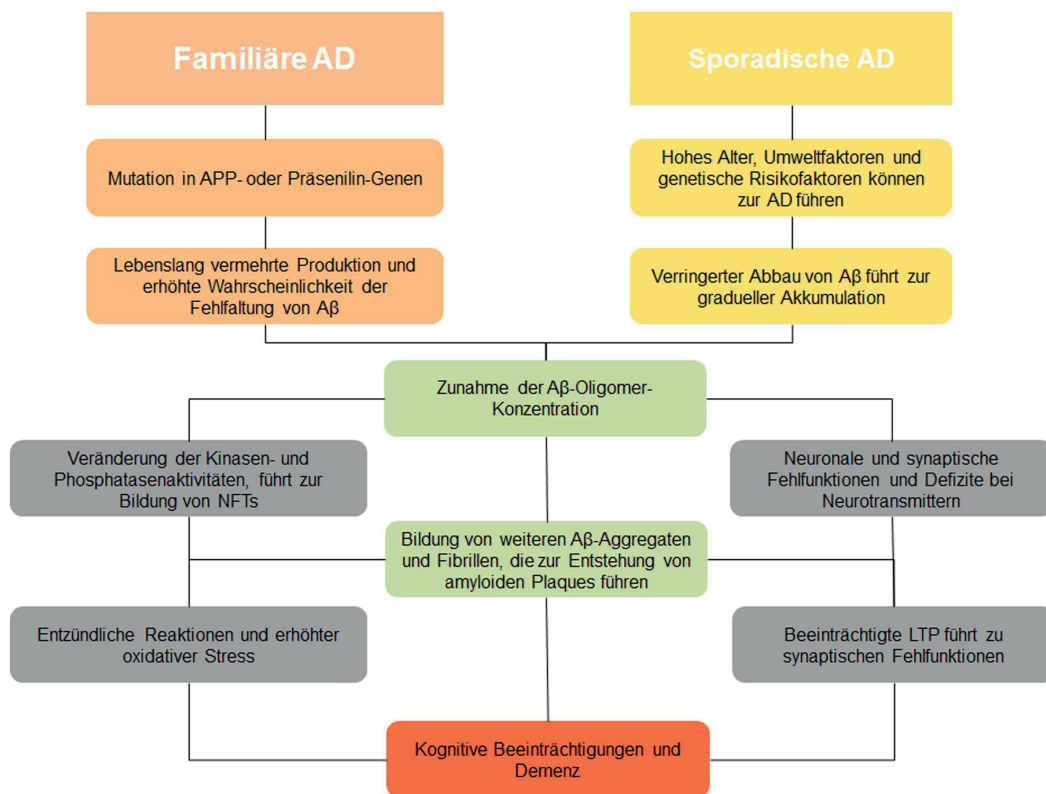 Familiäre AD
Sporadische AD
Mutation in APP- oder Präsenilin-Genen
Hohes Alter, Umweltfaktoren und
genetische Risikofaktoren können
zur AD führen
Lebenslang vermehrte Produktion und
erhöhte Wahrscheinlichkeit der
Fehlfaltung von Aβ
Verringerter Abbau von Aβ führt zur
gradueller Akkumulation
Zunahme der Aβ-Oligomer-
Konzentration
Veränderung der Kinasen- und
Phosphatasenaktivitäten, führt zur
Bildung von NFTs
Neuronale und synaptische
Fehlfunktionen und Defizite bei
Neurotransmittern
Bildung von weiteren Aβ-Aggregaten
und Fibrillen, die zur Entstehung von
amyloiden Plaques führen
Entzündliche Reaktionen und erhöhter
oxidativer Stress
Beeinträchtigte LTP führt zu
synaptischen Fehlfunktionen
Kognitive Beeinträchtigungen und
Demenz